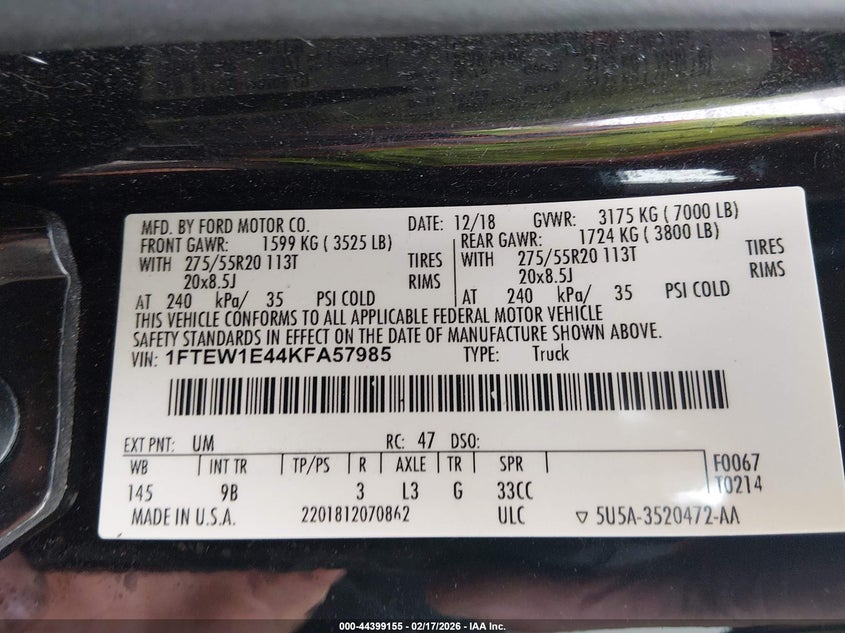 MFD. BY FORD MOTOR CO. DATE: 12/18 GVWR: 3175 KG ( 7000 LB)
FRONT GAWR: 1599 KG ( 3525 LB) REAR GAWR: 1724 KG ( 3800 LB)
WITH 275/55R20 113T TIRES WITH 275/55R20 113T TIRES
20x8.5J RIMS 20x8.5J RIMS
AT 240 kPa/ 35 PSI COLD AT 240 kPa/ 35 PSI COLD
THIS VEHICLE CONFORMS TO ALL APPLICABLE FEDERAL MOTOR VEHICLE
SAFETY STANDARDS IN EFFECT ON THE DATE OF MANUFACTURE SHOWN ABOVE.
VIN: 1FTEW1E44KFA57985 TYPE: Truck
EXT PNT: UM RC: 47 DSO:
WB INT TR TP/PS R AXLE TR SPR F0067
145 9B 3 L3 G 33CC T0214
MADE IN U.S.A. 2201812070862 ULC ▽ 5U5A-3520472-AA
000-44399155 - 02/17/2026 - IAA Inc.